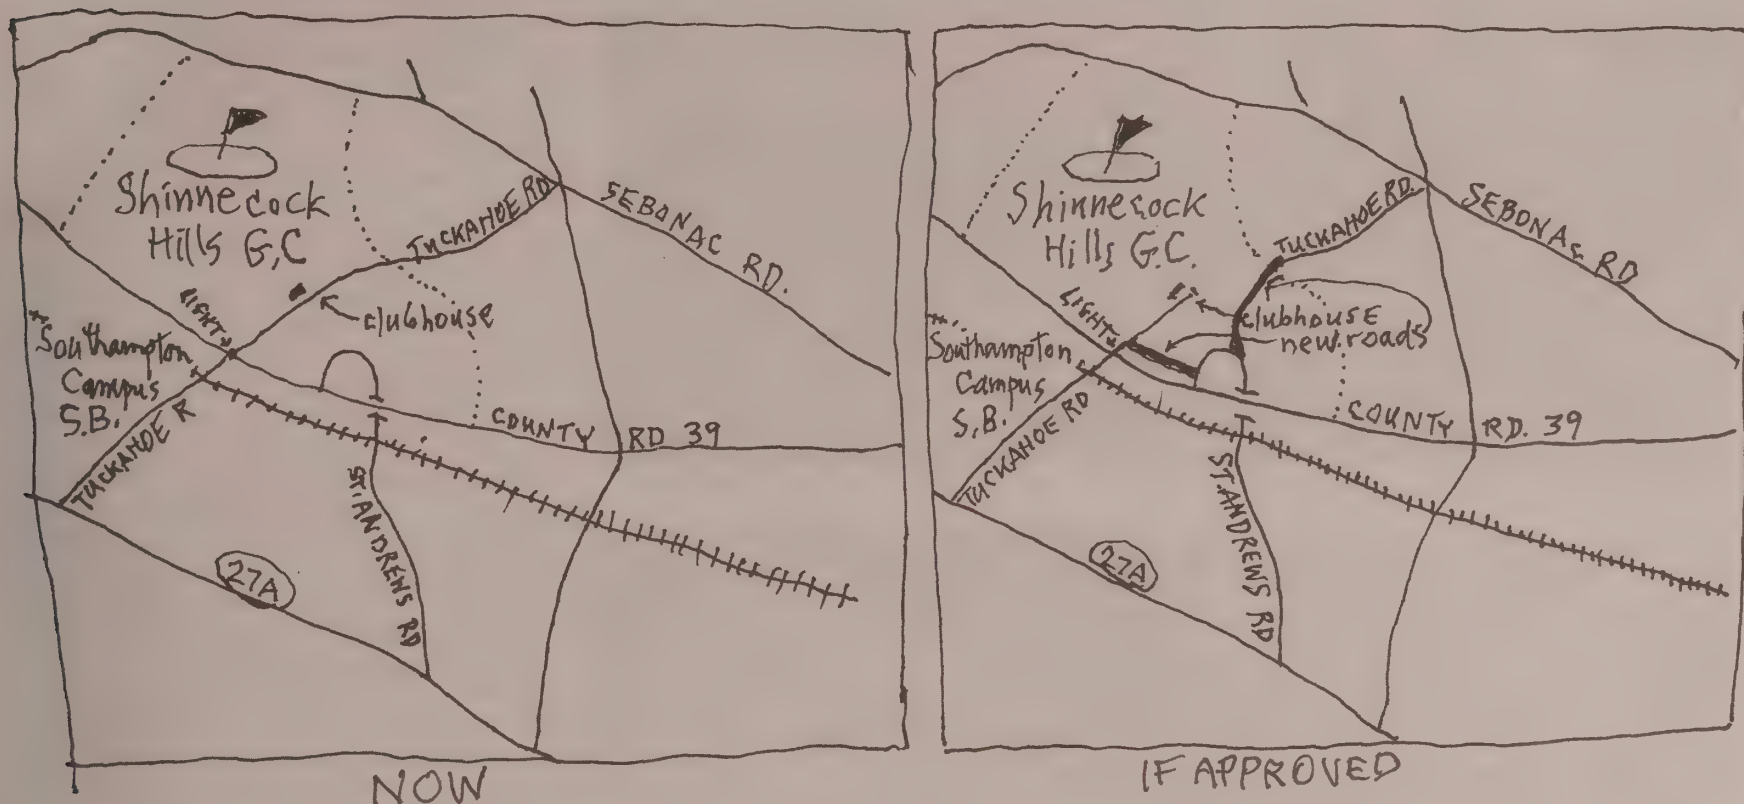 Shinnecock
Hills G,C
TUCKAHOE RD
SEBONAC RD.
LIGHT
clubhouse
Southampton
Campus
S.B.
TUCKAHOE R
COUNTY RD 39
ST. ANDREWS RD
27A
NOW
Shinnecock
Hills G.C.
TUCKAHOE RD.
SEBONAC RD
LIGHT
clubhouse
new roads
Southampton
Campus
S.B.
TUCKAHOE RD
COUNTY RD. 39
ST. ANDREWS RD
27A
IF APPROVED